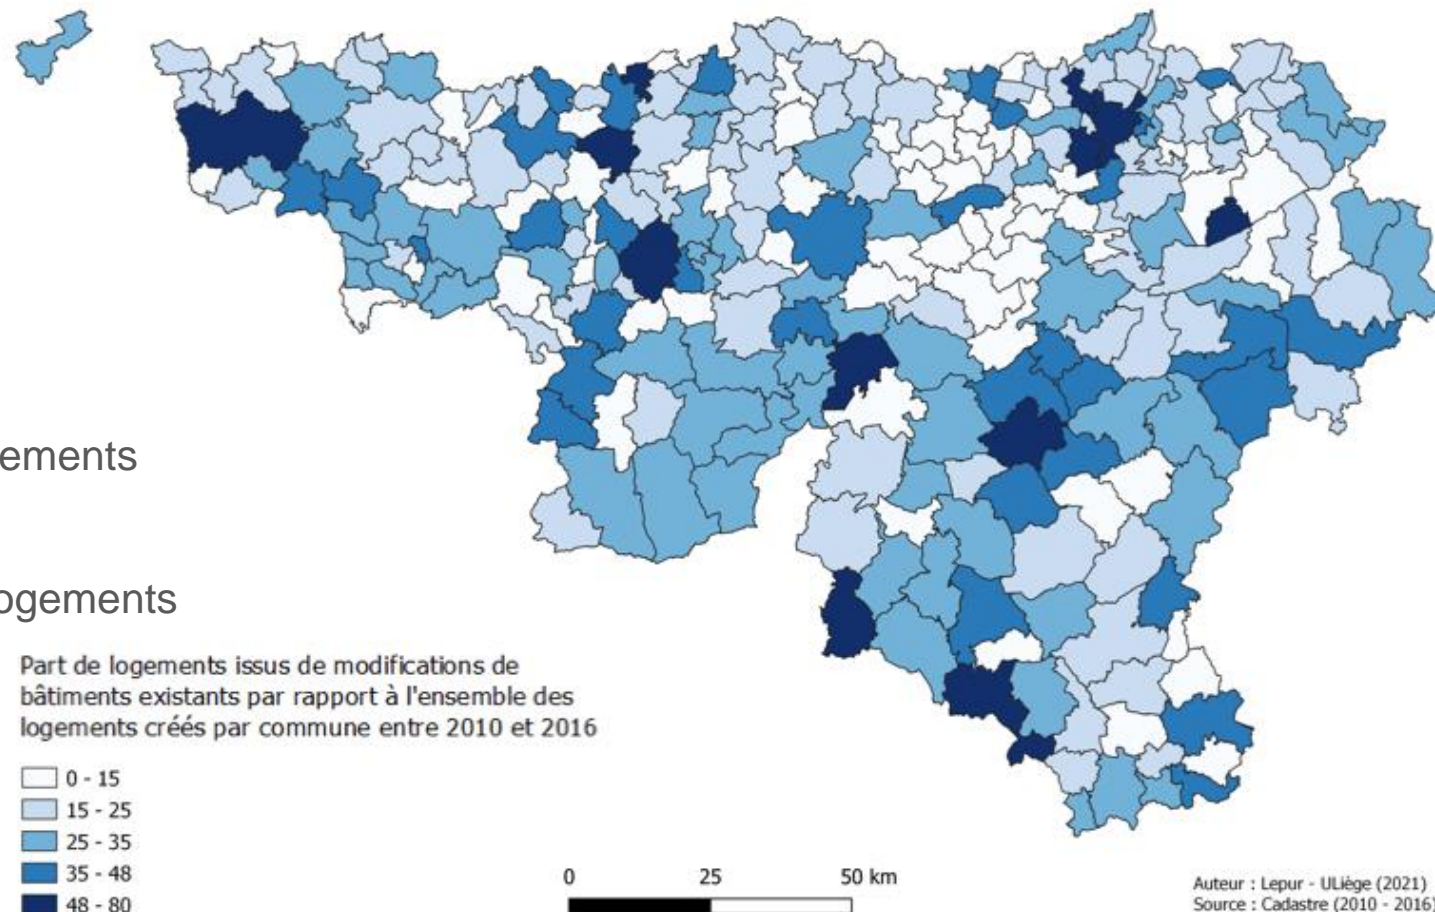 ements
ogements
Part de logements issus de modifications de
bâtiments existants par rapport à l'ensemble des
logements créés par commune entre 2010 et 2016
0 - 15
15 - 25
25 - 35
35 - 48
48 - 80
0 25 50 km
Auteur : Lepur - ULiège (2021)
Source : Cadastre (2010 - 2016)